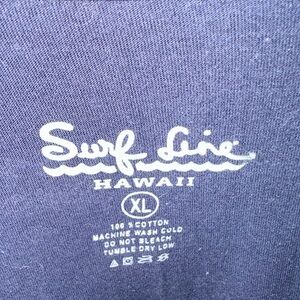 Surf Line
HAWAII
XL
100% COTTON
MACHINE WASH COLD
DO NOT BLEACH
TUMBLE DRY LOW